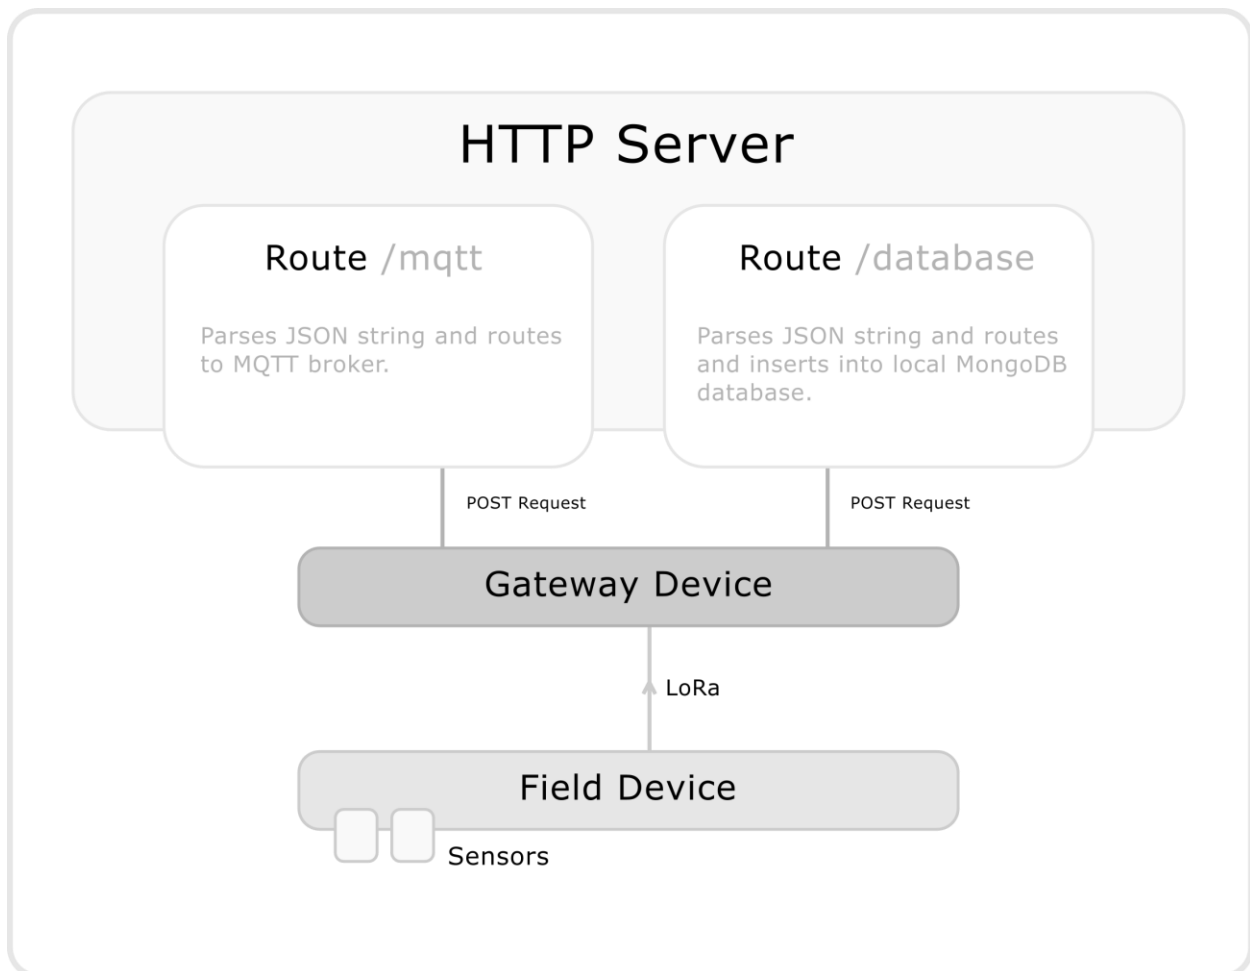 HTTP Server
Route /mqtt
Parses JSON string and routes
to MQTT broker.
Route /database
Parses JSON string and routes
and inserts into local MongoDB
database.
POST Request
POST Request
Gateway Device
LoRa
Field Device
Sensors